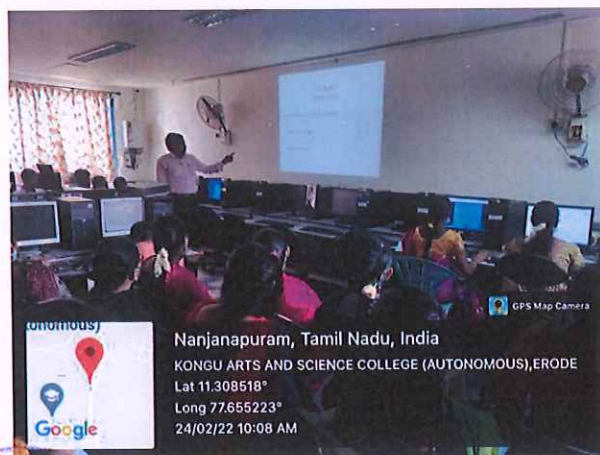 GPS Map Camera
onomous)
Google
Nanjanapuram, Tamil Nadu, India
KONGU ARTS AND SCIENCE COLLEGE (AUTONOMOUS),ERODE
Lat 11.308518°
Long 77.655223°
24/02/22 10:08 AM